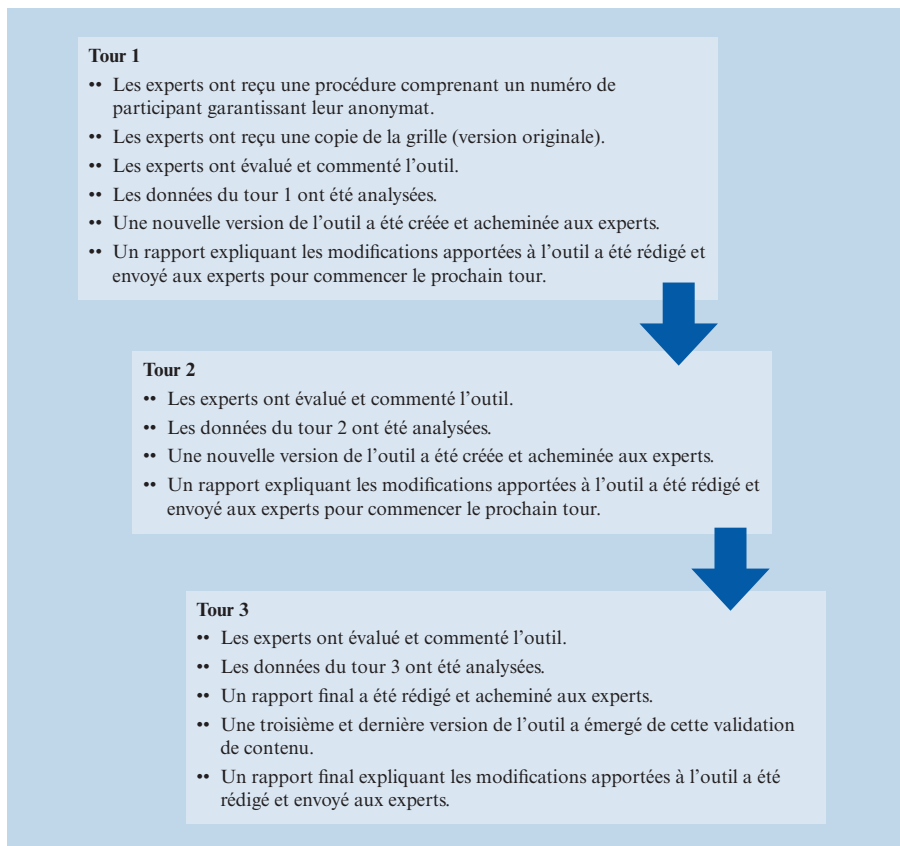 Tour 1
•• Les experts ont reçu une procédure comprenant un numéro de
participant garantissant leur anonymat.
•• Les experts ont reçu une copie de la grille (version originale).
•• Les experts ont évalué et commenté l’outil.
•• Les données du tour 1 ont été analysées.
•• Une nouvelle version de l’outil a été créée et acheminée aux experts.
•• Un rapport expliquant les modifications apportées à l’outil a été rédigé et
envoyé aux experts pour commencer le prochain tour.
Tour 2
•• Les experts ont évalué et commenté l’outil.
•• Les données du tour 2 ont été analysées.
•• Une nouvelle version de l’outil a été créée et acheminée aux experts.
•• Un rapport expliquant les modifications apportées à l’outil a été rédigé et
envoyé aux experts pour commencer le prochain tour.
Tour 3
•• Les experts ont évalué et commenté l’outil.
•• Les données du tour 3 ont été analysées.
•• Un rapport final a été rédigé et acheminé aux experts.
•• Une troisième et dernière version de l’outil a émergé de cette validation
de contenu.
•• Un rapport final expliquant les modifications apportées à l’outil a été
rédigé et envoyé aux experts.